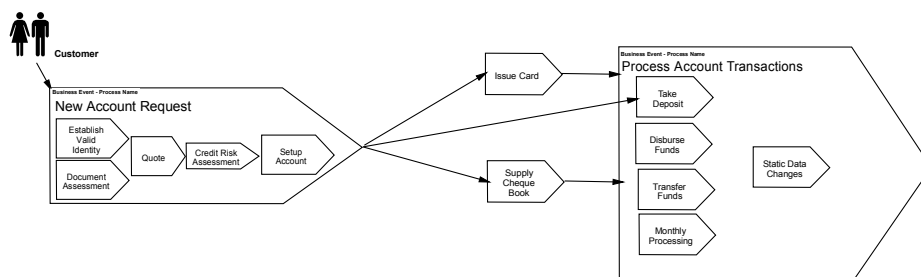 Customer
Business Event - Process Name
New Account Request
Establish
Valid
Identity
Document
Assessment
Quote
Credit Risk
Assessment
Setup
Account
Issue Card
Supply
Cheque
Book
Business Event - Process Name
Process Account Transactions
Take
Deposit
Disburse
Funds
Transfer
Funds
Monthly
Processing
Static Data
Changes